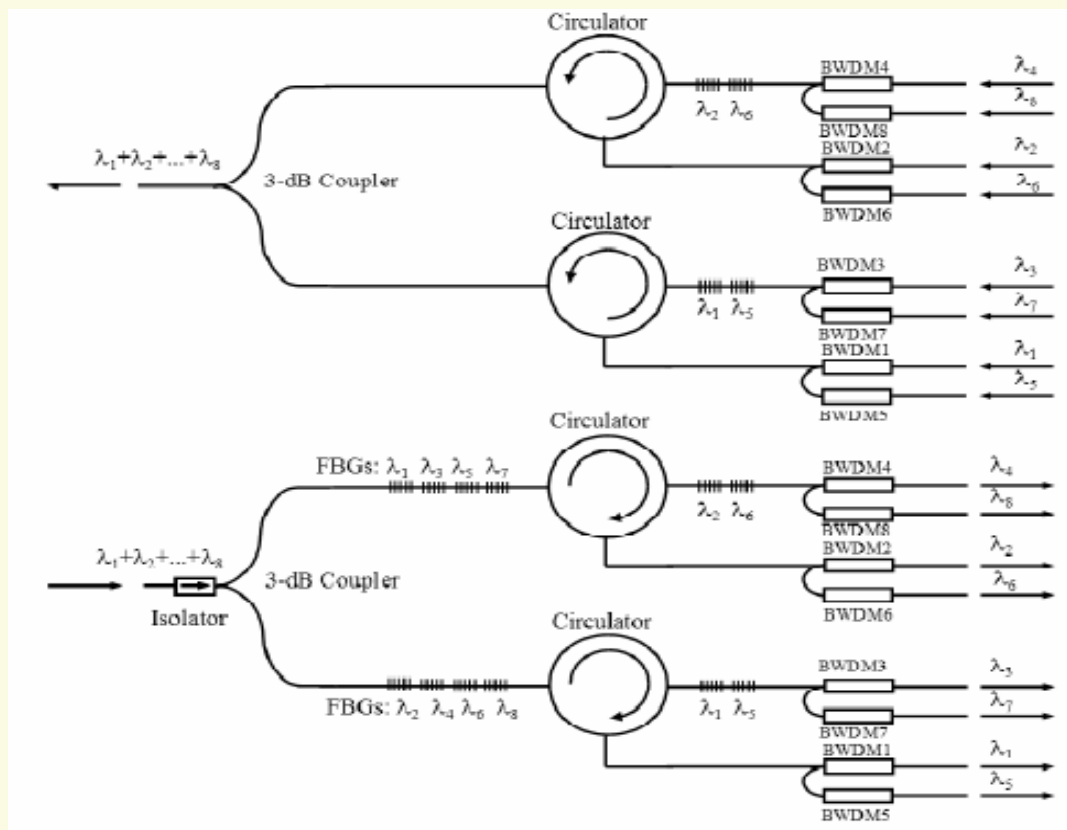 Circulator
BWDM4
λ4
λ2 λ6
λ8
BWDM8
λ1+λ2+...+λ8
BWDM2
λ2
3-dB Coupler
λ6
BWDM6
Circulator
BWDM3
λ3
λ1 λ5
λ7
BWDM7
BWDM1
λ1
λ5
BWDM5
Circulator
FBGs: λ1 λ3 λ5 λ7
BWDM4
λ4
λ2 λ6
λ8
BWDM8
λ1+λ2+...+λ8
BWDM2
λ2
3-dB Coupler
λ6
Isolator
BWDM6
Circulator
BWDM3
λ3
FBGs: λ2 λ4 λ6 λ8
λ1 λ5
λ7
BWDM7
BWDM1
λ1
λ5
BWDM5